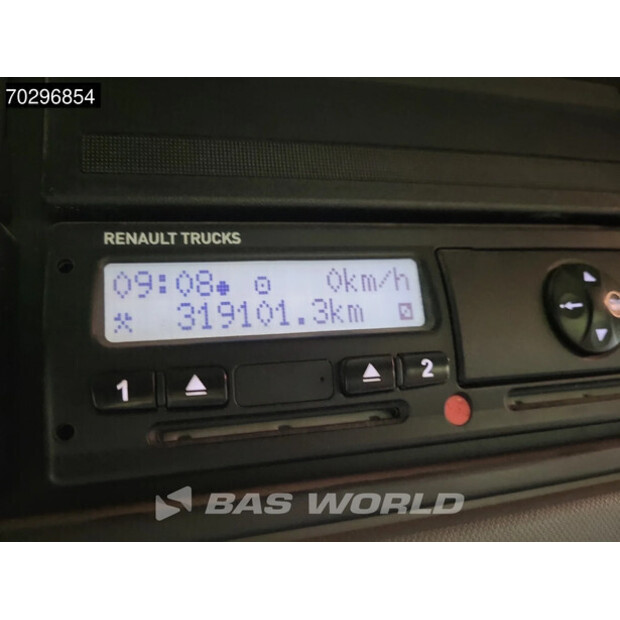 70296854
RENAULT TRUCKS
09:08 0km/h
319101.3km
1 2
BAS WORLD